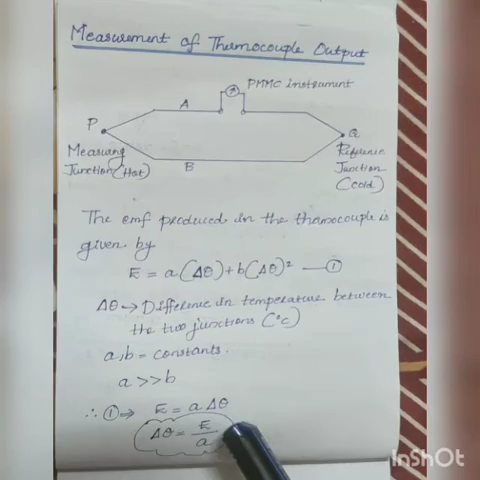 Measurement of Thermocouple Output
PMMC instrument
A
P
Q
Measuring
Junction (Hot)
B
Reference
Junction
(cold)
The emf produced in the thermocouple is
given by
E = a(Δθ) + b(Δθ)² — ①
Δθ → Difference in temperature between
the two junctions (°C)
a, b = constants.
a >> b
∴ ① ⇒ E = a Δθ
Δθ = E/a
InShOt